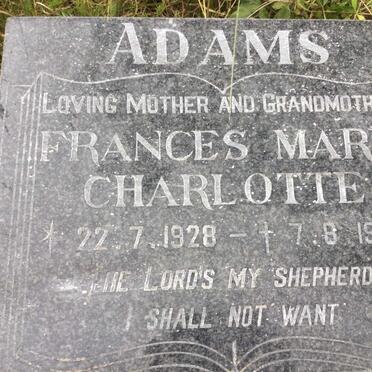 ADAMS
LOVING MOTHER AND GRANDMOTH
FRANCES MAR
CHARLOTTE
* 22.7.1928 – † 7.8.19
THE LORD'S MY SHEPHERD
I SHALL NOT WANT